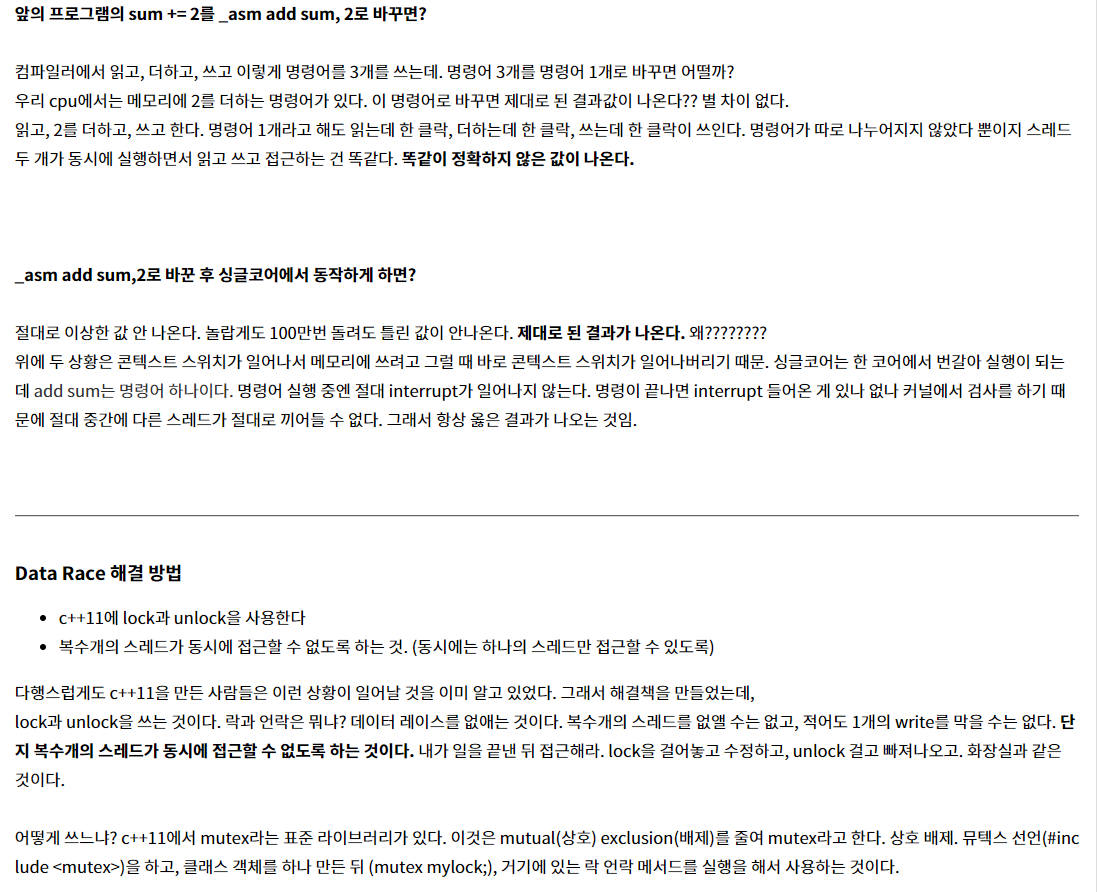 앞의 프로그램의 sum += 2를 _asm add sum, 2로 바꾸면?
컴파일러에서 읽고, 더하고, 쓰고 이렇게 명령어를 3개를 쓰는데. 명령어 3개를 명령어 1개로 바꾸면 어떨까?
우리 cpu에서는 메모리에 2를 더하는 명령어가 있다. 이 명령어로 바꾸면 제대로 된 결과값이 나온다?? 별 차이 없다.
읽고, 2를 더하고, 쓰고 한다. 명령어 1개라고 해도 읽는데 한 클락, 더하는데 한 클락, 쓰는데 한 클락이 쓰인다. 명령어가 따로 나누어지지 않았다 뿐이지 스레드
두 개가 동시에 실행하면서 읽고 쓰고 접근하는 건 똑같다. 똑같이 정확하지 않은 값이 나온다.
_asm add sum,2로 바꾼 후 싱글코어에서 동작하게 하면?
절대로 이상한 값 안 나온다. 놀랍게도 100만번 돌려도 틀린 값이 안나온다. 제대로 된 결과가 나온다. 왜????????
위에 두 상황은 콘텍스트 스위치가 일어나서 메모리에 쓰려고 그럴 때 바로 콘텍스트 스위치가 일어나버리기 때문. 싱글코어는 한 코어에서 번갈아 실행이 되는
데 add sum는 명령어 하나이다. 명령어 실행 중엔 절대 interrupt가 일어나지 않는다. 명령이 끝나면 interrupt 들어온 게 있나 없나 커널에서 검사를 하기 때
문에 절대 중간에 다른 스레드가 절대로 끼어들 수 없다. 그래서 항상 옳은 결과가 나오는 것임.
Data Race 해결 방법
• c++11에 lock과 unlock을 사용한다
• 복수개의 스레드가 동시에 접근할 수 없도록 하는 것. (동시에는 하나의 스레드만 접근할 수 있도록)
다행스럽게도 c++11을 만든 사람들은 이런 상황이 일어날 것을 이미 알고 있었다. 그래서 해결책을 만들었는데,
lock과 unlock을 쓰는 것이다. 락과 언락은 뭐냐? 데이터 레이스를 없애는 것이다. 복수개의 스레드를 없앨 수는 없고, 적어도 1개의 write를 막을 수는 없다. 단
지 복수개의 스레드가 동시에 접근할 수 없도록 하는 것이다. 내가 일을 끝낸 뒤 접근해라. lock을 걸어놓고 수정하고, unlock 걸고 빠져나오고. 화장실과 같은
것이다.
어떻게 쓰느냐? c++11에서 mutex라는 표준 라이브러리가 있다. 이것은 mutual(상호) exclusion(배제)를 줄여 mutex라고 한다. 상호 배제. 뮤텍스 선언(#inc
lude <mutex>)을 하고, 클래스 객체를 하나 만든 뒤 (mutex mylock;), 거기에 있는 락 언락 메서드를 실행을 해서 사용하는 것이다.